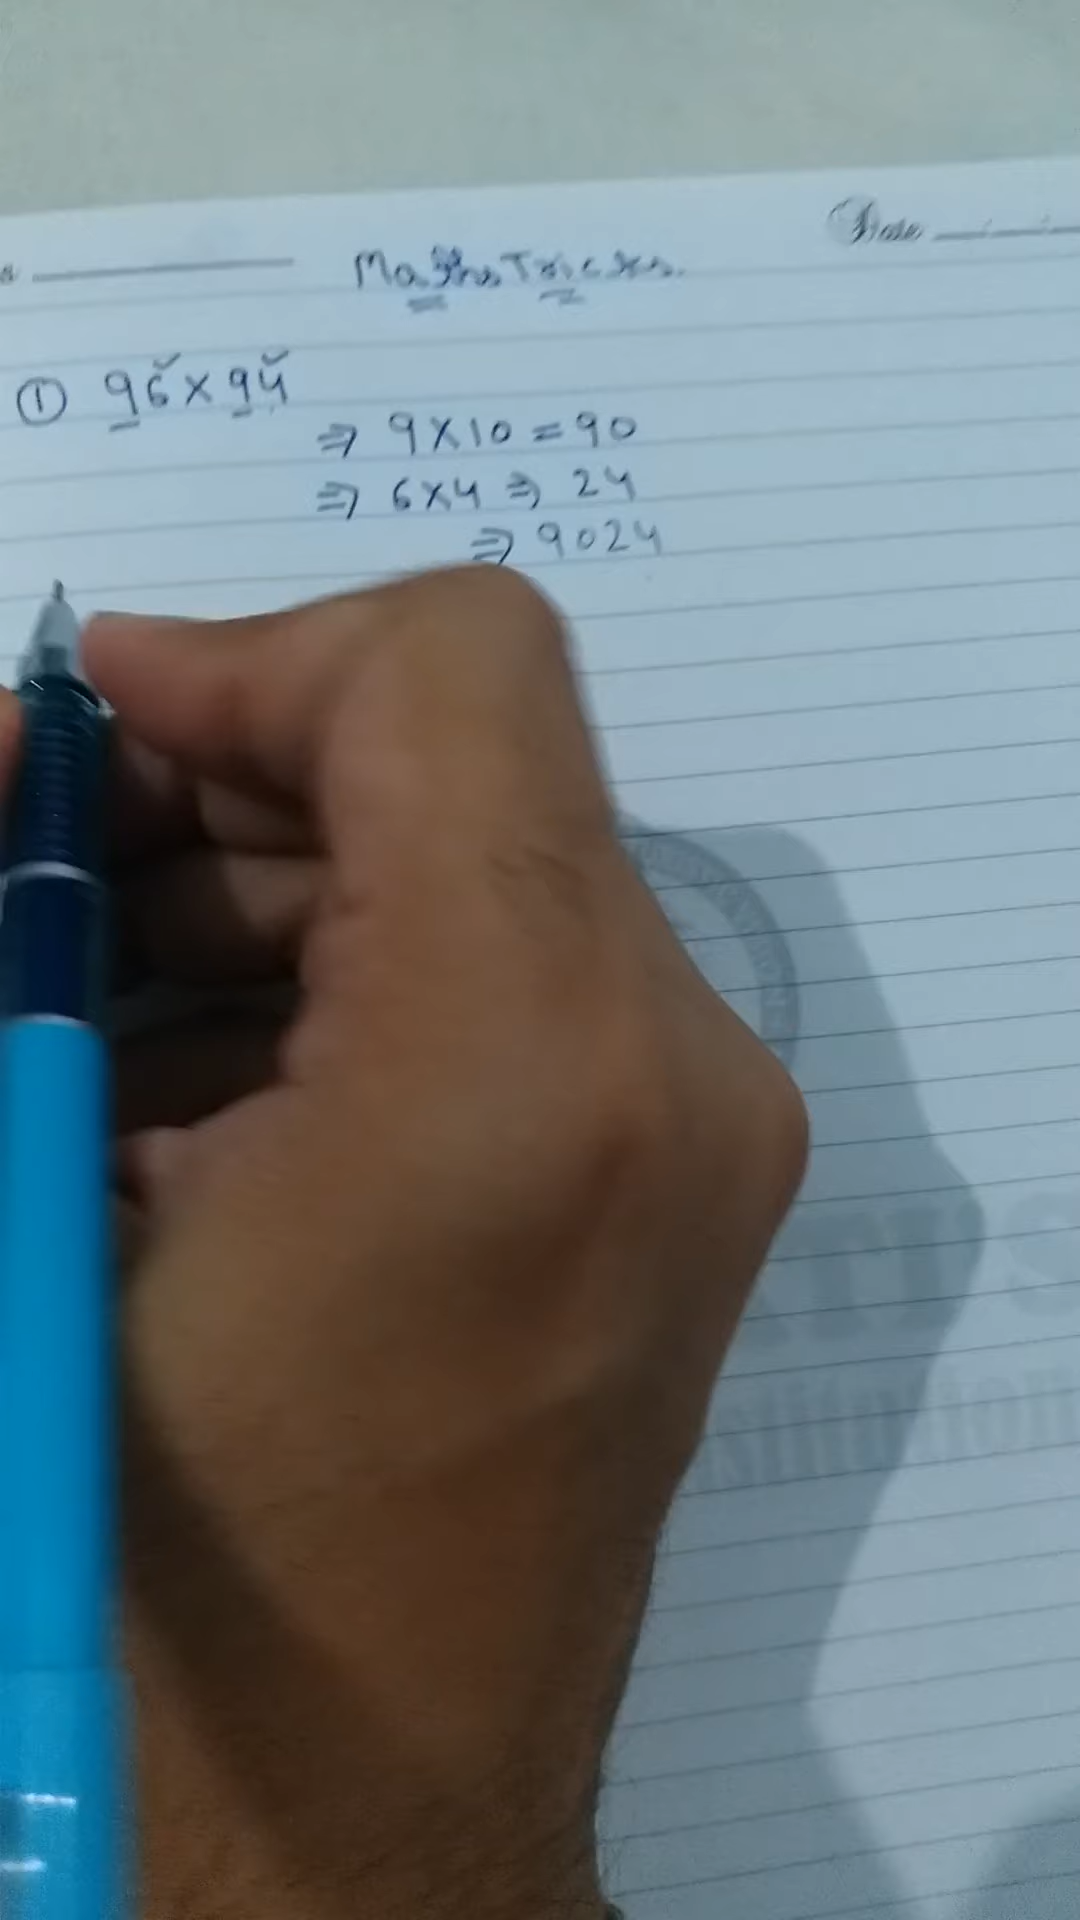 Date
Maths Tricks.
① 96 × 94
⇒ 9 × 10 = 90
⇒ 6 × 4 ⇒ 24
⇒ 9024